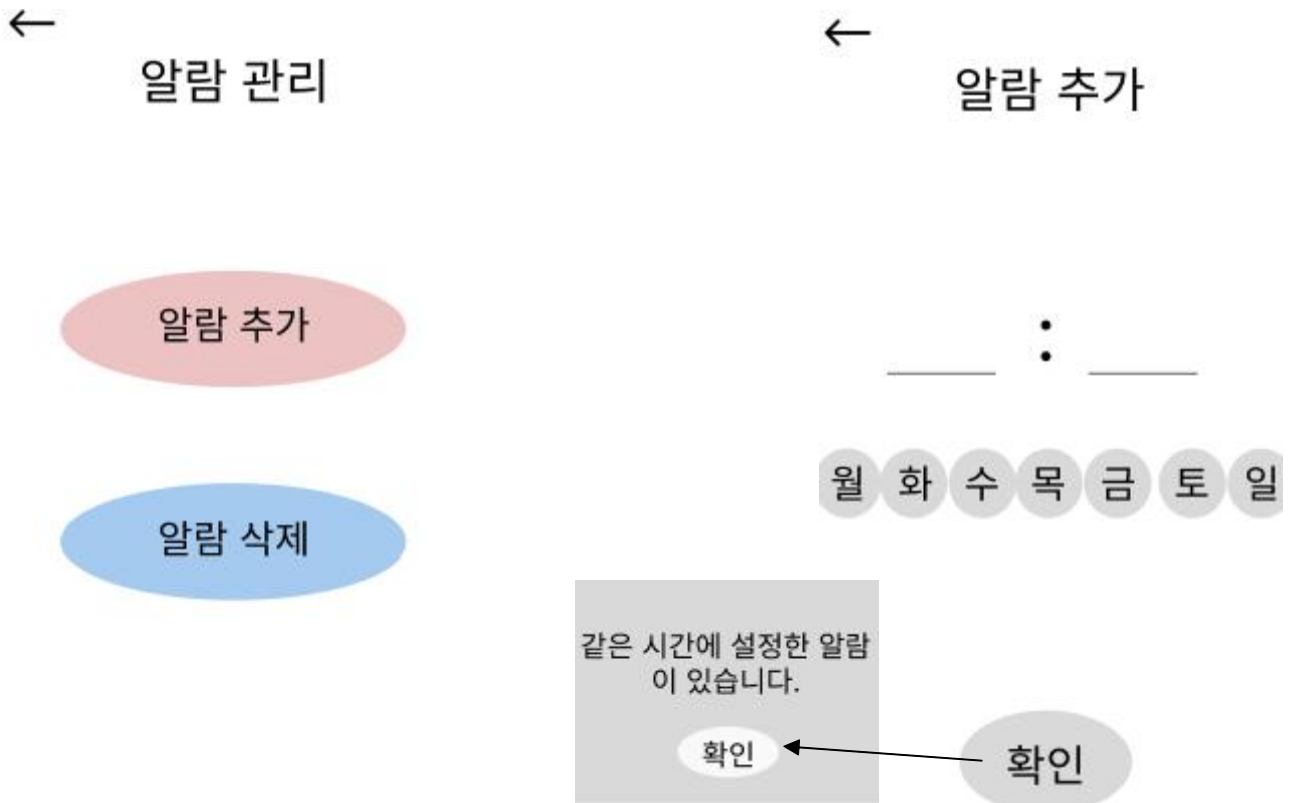 ←
알람 관리
알람 추가
알람 삭제
←
알람 추가
:
월 화 수 목 금 토 일
확인
같은 시간에 설정한 알람
이 있습니다.
확인